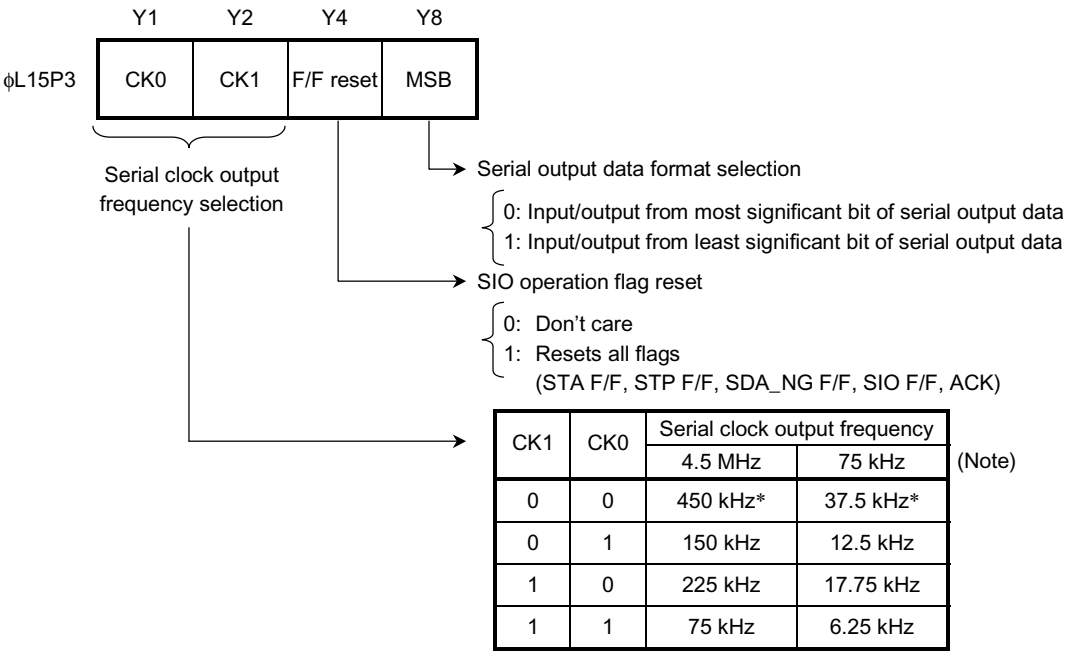 Y1 Y2 Y4 Y8
ϕL15P3 CK0 CK1 F/F reset MSB
Serial clock output
frequency selection
Serial output data format selection
0: Input/output from most significant bit of serial output data
1: Input/output from least significant bit of serial output data
SIO operation flag reset
0: Don’t care
1: Resets all flags
(STA F/F, STP F/F, SDA_NG F/F, SIO F/F, ACK)
CK1 CK0 Serial clock output frequency
4.5 MHz 75 kHz (Note)
0 0 450 kHz* 37.5 kHz*
0 1 150 kHz 12.5 kHz
1 0 225 kHz 17.75 kHz
1 1 75 kHz 6.25 kHz